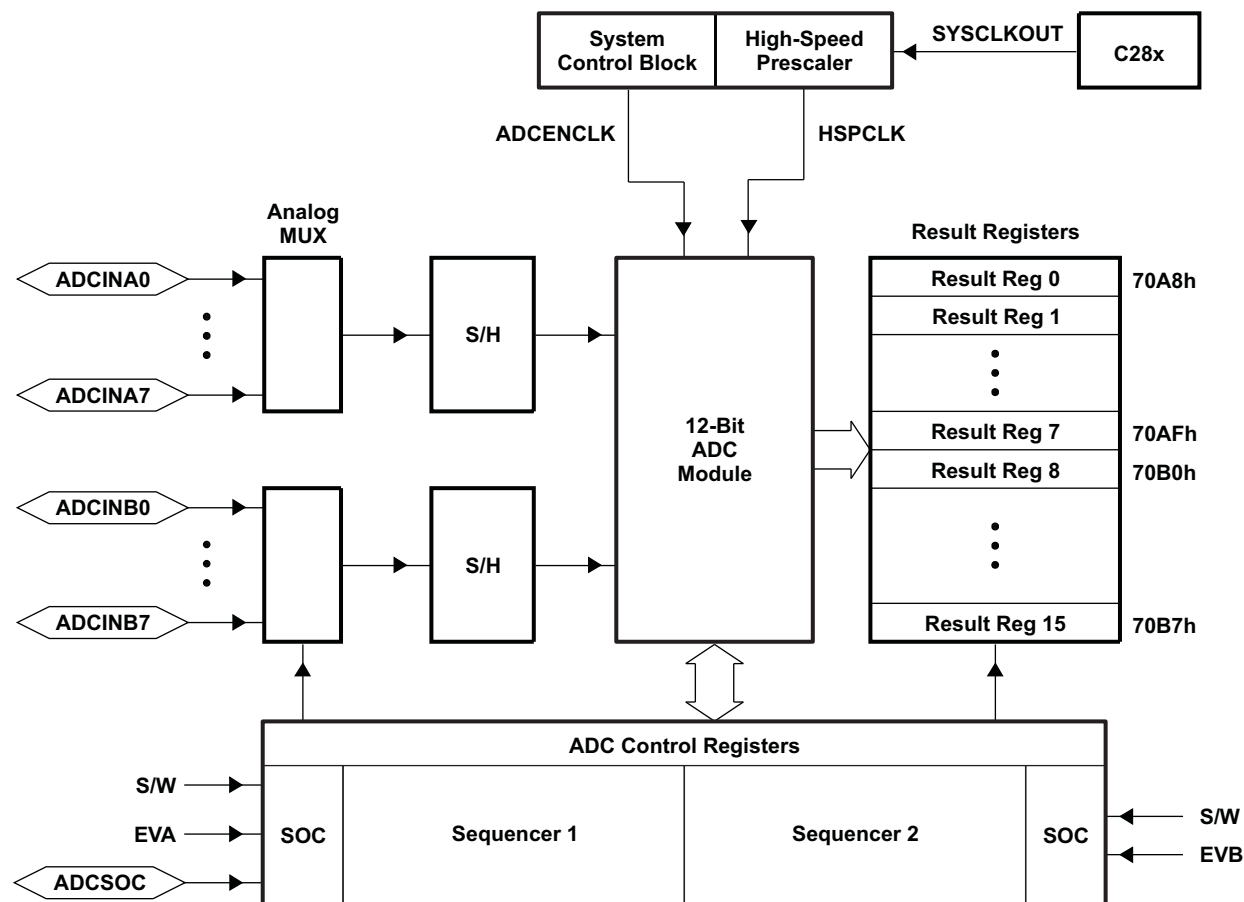 System
Control Block
High-Speed
Prescaler
SYSCLKOUT
C28x
ADCENCLK
HSPCLK
Analog
MUX
Result Registers
ADCINA0
ADCINA7
S/H
12-Bit
ADC
Module
Result Reg 0
70A8h
Result Reg 1
Result Reg 7
70AFh
Result Reg 8
70B0h
ADCINB0
ADCINB7
S/H
Result Reg 15
70B7h
ADC Control Registers
S/W
EVA
ADCSOC
SOC
Sequencer 1
Sequencer 2
SOC
S/W
EVB